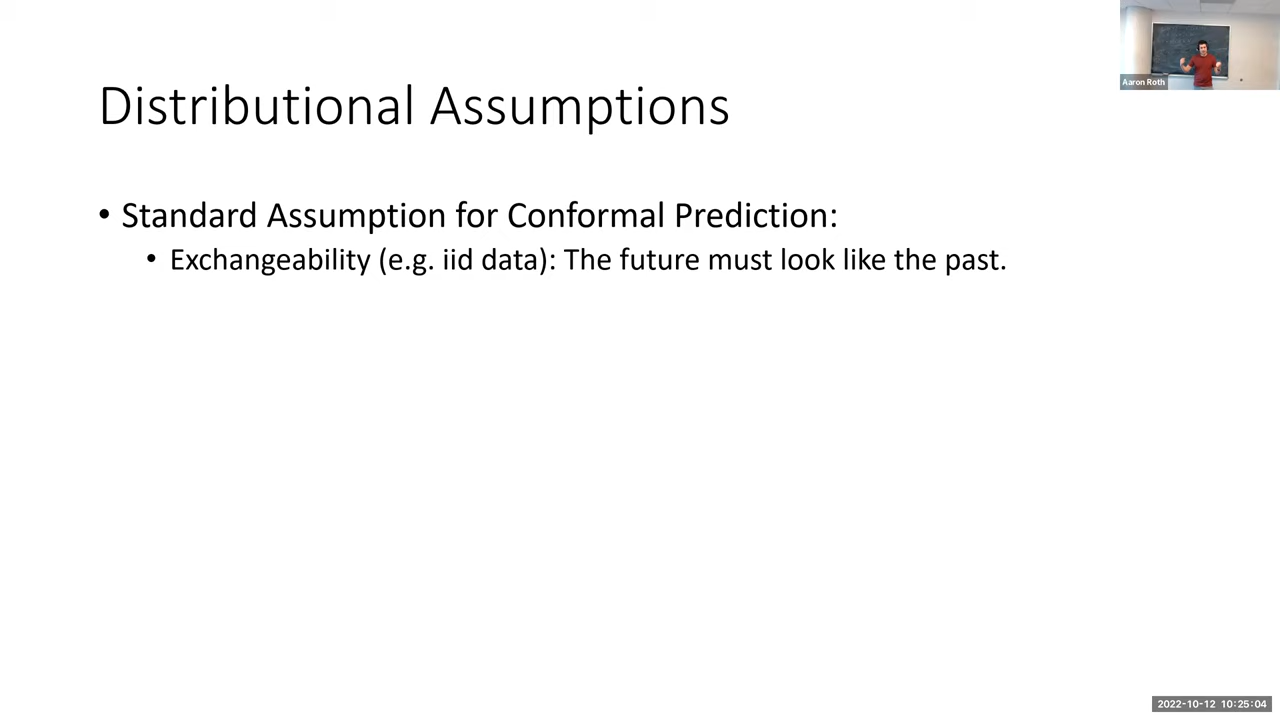 Aaron Roth
Distributional Assumptions
• Standard Assumption for Conformal Prediction:
• Exchangeability (e.g. iid data): The future must look like the past.
2022-10-12 10:25:04